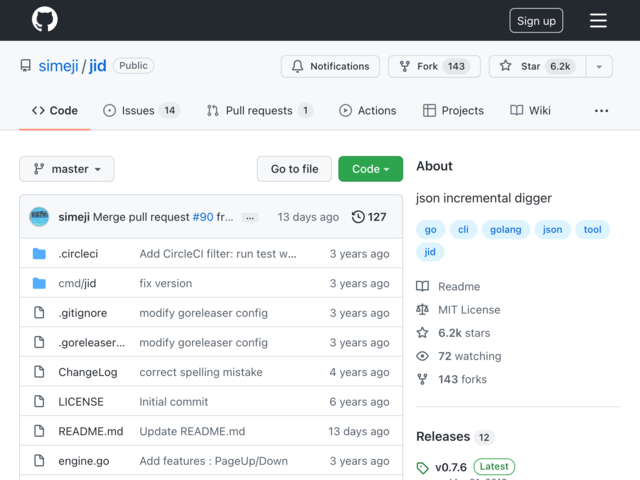 Sign up
simeji / jid Public
Notifications
Fork 143
Star 6.2k
Code
Issues 14
Pull requests 1
Actions
Projects
Wiki
master
Go to file
Code
simeji Merge pull request #90 fr... 13 days ago 127
.circleci Add CircleCI filter: run test w... 3 years ago
cmd/jid fix version 3 years ago
.gitignore modify goreleaser config 3 years ago
.goreleaser... modify goreleaser config 3 years ago
ChangeLog correct spelling mistake 4 years ago
LICENSE Initial commit 6 years ago
README.md Update README.md 13 days ago
engine.go Add features : PageUp/Down 3 years ago
About
json incremental digger
go cli golang json tool
jid
Readme
MIT License
6.2k stars
72 watching
143 forks
Releases 12
v0.7.6 Latest